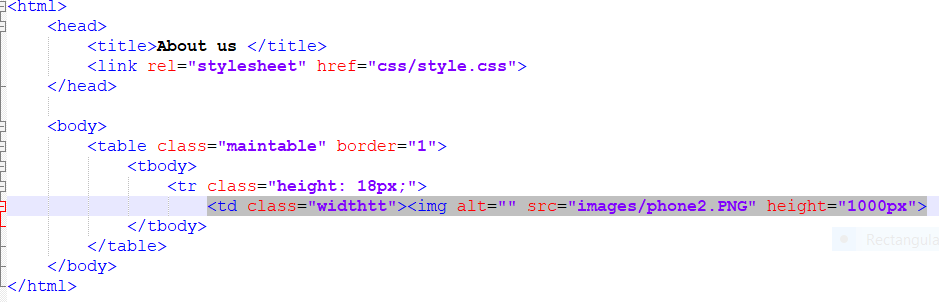 <html>
<head>
<title>About us </title>
<link rel="stylesheet" href="css/style.css">
</head>
<body>
<table class="maintable" border="1">
<tbody>
<tr class="height: 18px;">
<td class="widthtt"><img alt="" src="images/phone2.PNG" height="1000px">
</tbody>
</table>
Rectangula
</body>
</html>